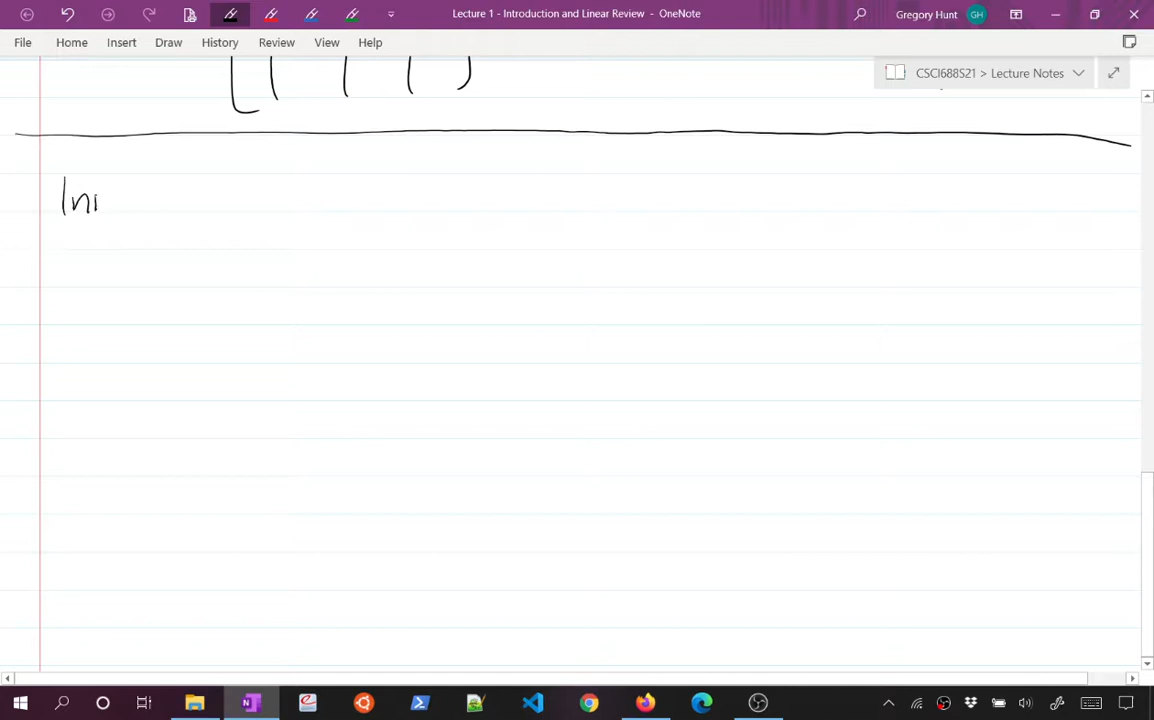 Lecture 1 - Introduction and Linear Review - OneNote
Gregory Hunt GH
File Home Insert Draw History Review View Help
CSCI688S21 > Lecture Notes